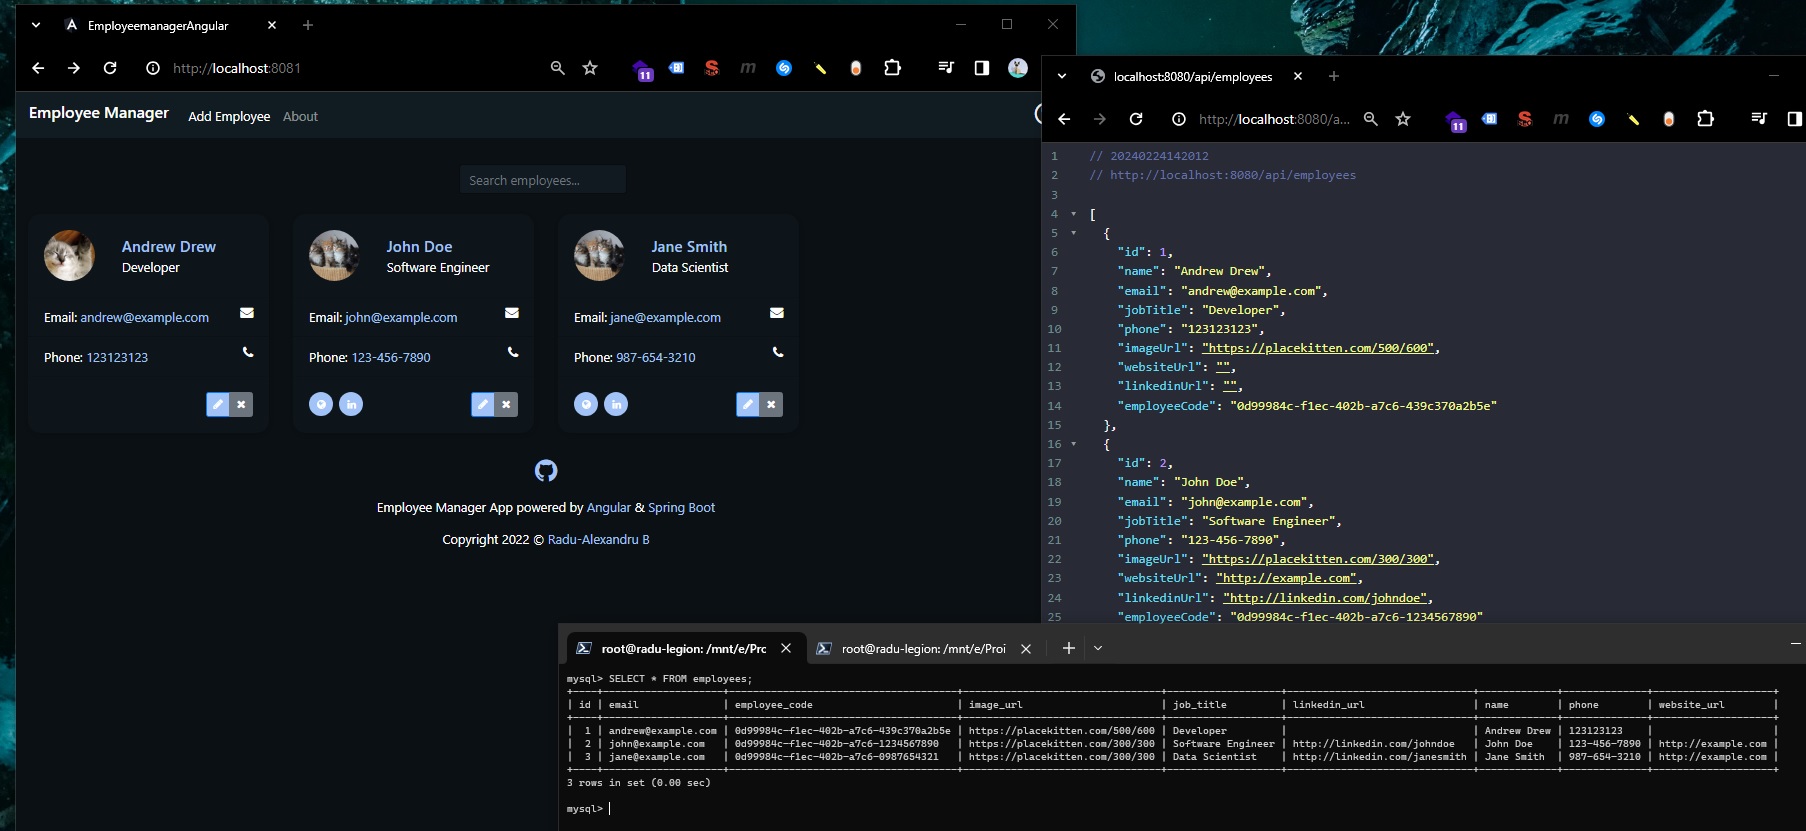 EmployeemanagerAngular
http://localhost:8081
11
Employee Manager Add Employee About
Search employees...
Andrew Drew
Developer
Email: andrew@example.com
Phone: 123123123
John Doe
Software Engineer
Email: john@example.com
Phone: 123-456-7890
in
Jane Smith
Data Scientist
Email: jane@example.com
Phone: 987-654-3210
in
Employee Manager App powered by Angular & Spring Boot
Copyright 2022 © Radu-Alexandru B
localhost:8080/api/employees
http://localhost:8080/a...
11
1 // 20240224142012
2 // http://localhost:8080/api/employees
3
4 [
5 {
6 "id": 1,
7 "name": "Andrew Drew",
8 "email": "andrew@example.com",
9 "jobTitle": "Developer",
10 "phone": "123123123",
11 "imageUrl": "https://placekitten.com/500/600",
12 "websiteUrl": "",
13 "linkedinUrl": "",
14 "employeeCode": "0d99984c-f1ec-402b-a7c6-439c370a2b5e"
15 },
16 {
17 "id": 2,
18 "name": "John Doe",
19 "email": "john@example.com",
20 "jobTitle": "Software Engineer",
21 "phone": "123-456-7890",
22 "imageUrl": "https://placekitten.com/300/300",
23 "websiteUrl": "http://example.com",
24 "linkedinUrl": "http://linkedin.com/johndoe",
25 "employeeCode": "0d99984c-f1ec-402b-a7c6-1234567890"
root@radu-legion: /mnt/e/Prc
root@radu-legion: /mnt/e/Proi
mysql> SELECT * FROM employees;
| id | email | employee_code | image_url | job_title | linkedin_url | name | phone | website_url |
| 1 | andrew@example.com | 0d99984c-f1ec-402b-a7c6-439c370a2b5e | https://placekitten.com/500/600 | Developer | | Andrew Drew | 123123123 | |
| 2 | john@example.com | 0d99984c-f1ec-402b-a7c6-1234567890 | https://placekitten.com/300/300 | Software Engineer | http://linkedin.com/johndoe | John Doe | 123-456-7890 | http://example.com |
| 3 | jane@example.com | 0d99984c-f1ec-402b-a7c6-0987654321 | https://placekitten.com/300/300 | Data Scientist | http://linkedin.com/janesmith | Jane Smith | 987-654-3210 | http://example.com |
3 rows in set (0.00 sec)
mysql>